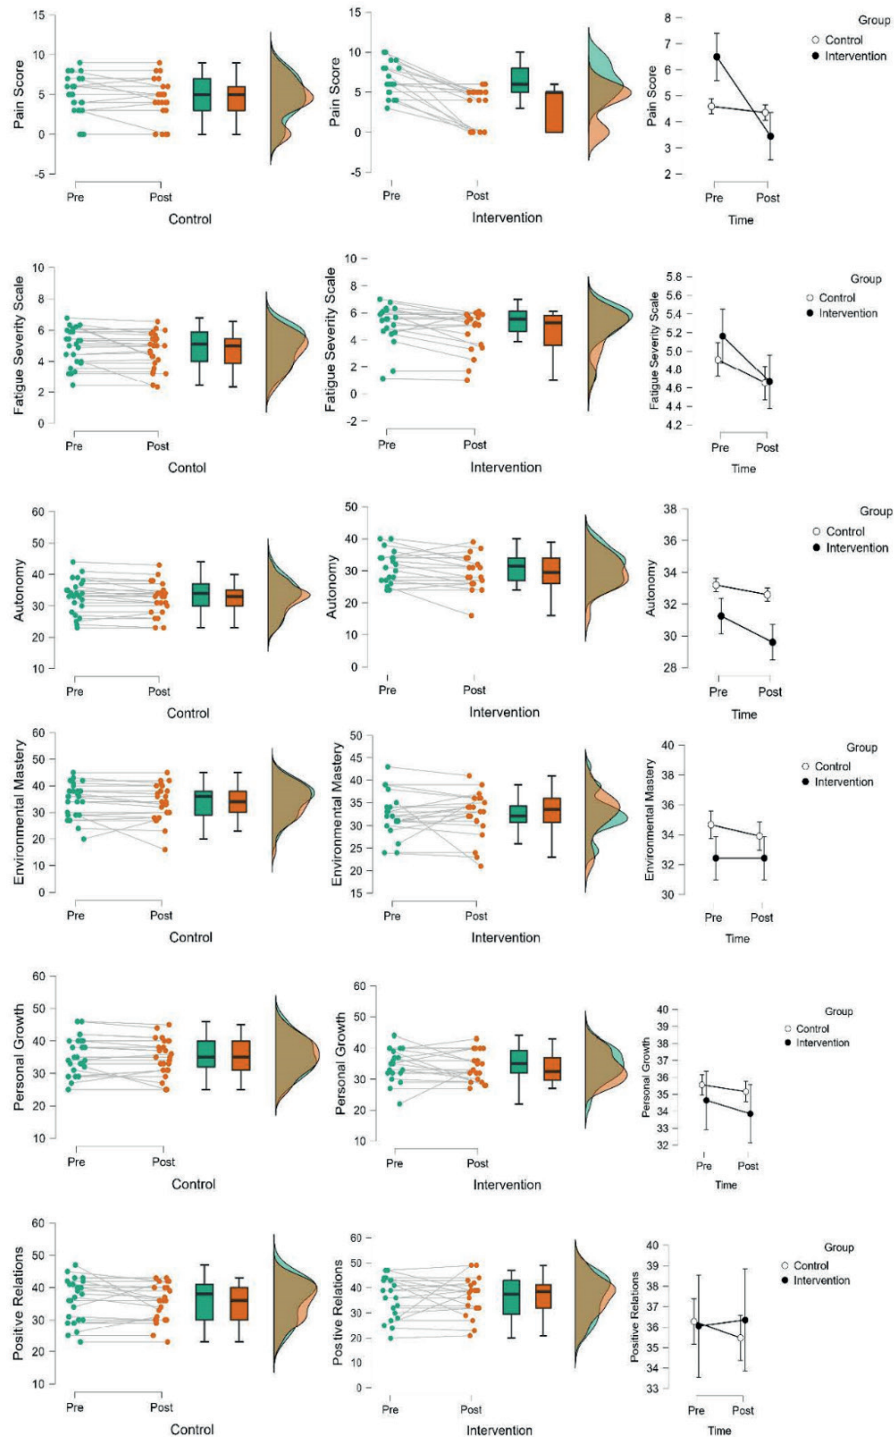 Pain Score
15
10
5
0
-5
Pre
Post
Control
Pain Score
15
10
5
0
-5
Pre
Post
Intervention
8
7
6
5
4
3
2
Pre
Post
Time
Group
Control
Intervention
Fatigue Severity Scale
10
8
6
4
2
0
Pre
Post
Contol
Fatigue Severity Scale
10
8
6
4
2
0
-2
Pre
Post
Intervention
Fatigue Severity Scale
5.8
5.6
5.4
5.2
5.0
4.8
4.6
4.4
4.2
Pre
Post
Time
Group
Control
Intervention
Autonomy
60
50
40
30
20
10
Pre
Post
Control
Autonomy
50
40
30
20
10
0
Pre
Post
Intervention
Autonomy
38
36
34
32
30
28
Pre
Post
Time
Group
Control
Intervention
Environmental Mastery
60
50
40
30
20
10
0
Pre
Post
Control
Environmental Mastery
50
45
40
35
30
25
20
15
Pre
Post
Intervention
Environmental Mastery
40
38
36
34
32
30
Pre
Post
Time
Group
Control
Intervention
Personal Growth
60
50
40
30
20
10
Pre
Post
Control
Personal Growth
60
50
40
30
20
10
Pre
Post
Intervention
Personal Growth
40
39
38
37
36
35
34
33
32
Pre
Post
Time
Group
Control
Intervention
Positive Relations
60
50
40
30
20
10
Pre
Post
Control
Positive Relations
60
50
40
30
20
10
0
Pre
Post
Intervention
Positive Relations
40
39
38
37
36
35
34
33
Pre
Post
Time
Group
Control
Intervention
Pain Score